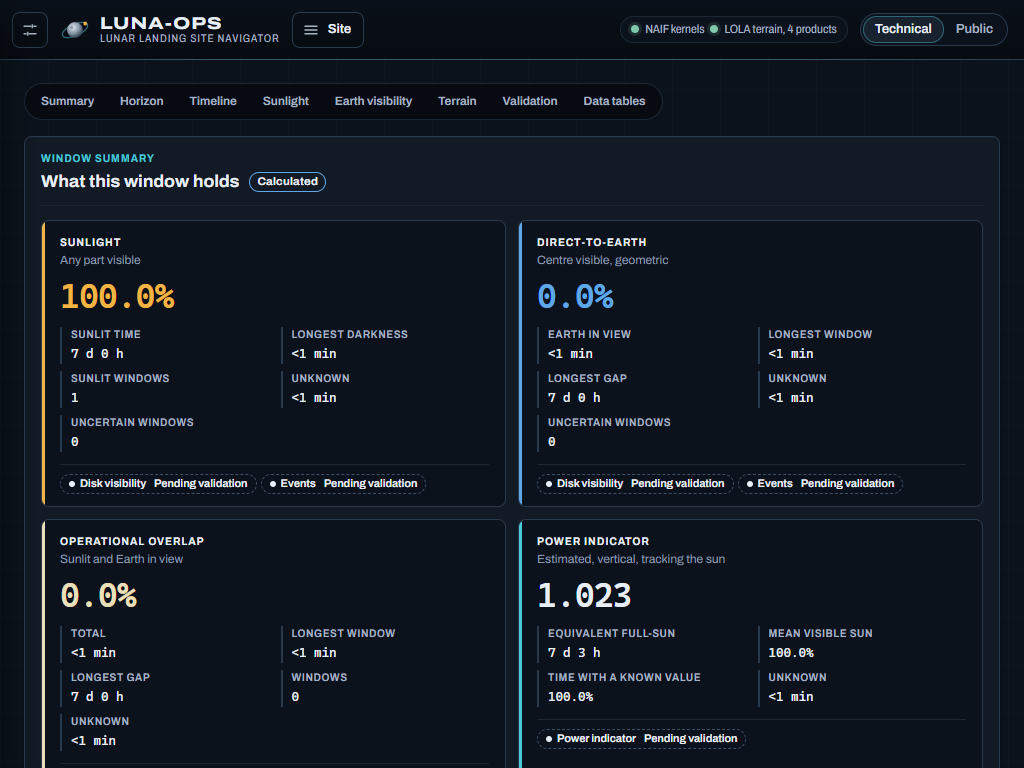 LUNA-OPS
LUNAR LANDING SITE NAVIGATOR
Site
NAIF kernels
LOLA terrain, 4 products
Technical
Public
Summary
Horizon
Timeline
Sunlight
Earth visibility
Terrain
Validation
Data tables
WINDOW SUMMARY
What this window holds
Calculated
SUNLIGHT
Any part visible
100.0%
SUNLIT TIME
7 d 0 h
LONGEST DARKNESS
<1 min
SUNLIT WINDOWS
1
UNKNOWN
<1 min
UNCERTAIN WINDOWS
0
Disk visibility Pending validation
Events Pending validation
DIRECT-TO-EARTH
Centre visible, geometric
0.0%
EARTH IN VIEW
<1 min
LONGEST WINDOW
<1 min
LONGEST GAP
7 d 0 h
UNKNOWN
<1 min
UNCERTAIN WINDOWS
0
Disk visibility Pending validation
Events Pending validation
OPERATIONAL OVERLAP
Sunlit and Earth in view
0.0%
TOTAL
<1 min
LONGEST WINDOW
<1 min
LONGEST GAP
7 d 0 h
WINDOWS
0
UNKNOWN
<1 min
POWER INDICATOR
Estimated, vertical, tracking the sun
1.023
EQUIVALENT FULL-SUN
7 d 3 h
MEAN VISIBLE SUN
100.0%
TIME WITH A KNOWN VALUE
100.0%
UNKNOWN
<1 min
Power indicator Pending validation